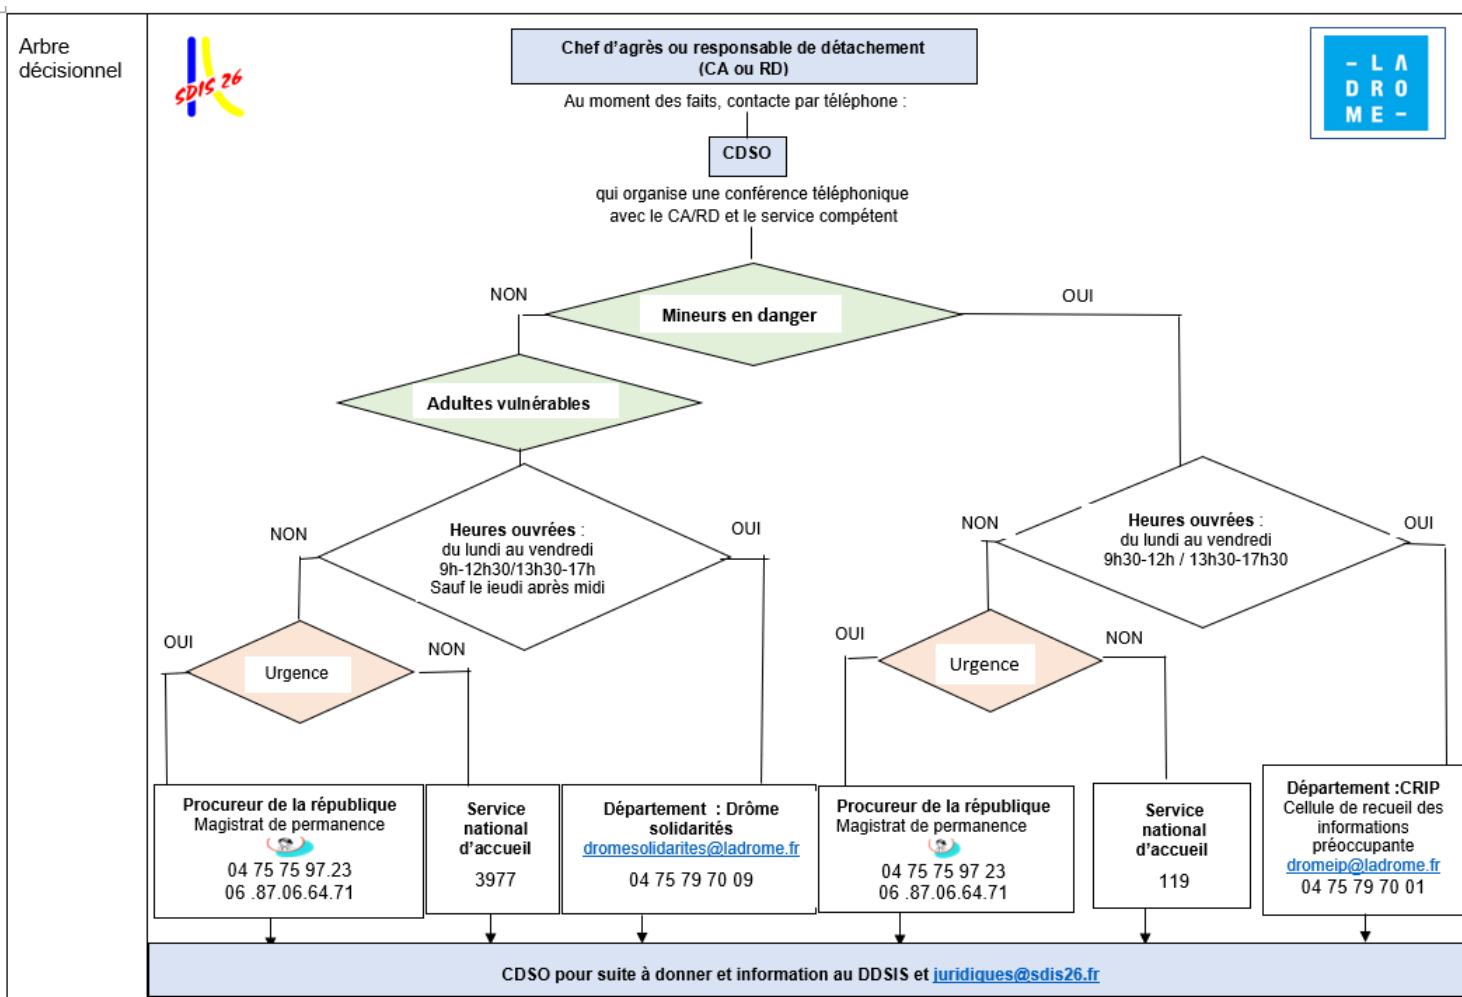 Arbre
décisionnel
SDIS 26
Chef d'agrès ou responsable de détachement
(CA ou RD)
- L A
D R O
M E -
Au moment des faits, contacte par téléphone :
CDSO
qui organise une conférence téléphonique
avec le CA/RD et le service compétent
NON
OUI
Mineurs en danger
Adultes vulnérables
NON
Heures ouvrées :
du lundi au vendredi
9h-12h30/13h30-17h
Sauf le jeudi après midi
OUI
NON
Heures ouvrées :
du lundi au vendredi
9h30-12h / 13h30-17h30
OUI
OUI
Urgence
NON
OUI
Urgence
NON
Procureur de la république
Magistrat de permanence
04 75 75 97.23
06 .87.06.64.71
Service
national
d'accueil
3977
Département : Drôme
solidarités
dromesolidarites@ladrome.fr
04 75 79 70 09
Procureur de la république
Magistrat de permanence
04 75 75 97 23
06 .87.06.64.71
Service
national
d'accueil
119
Département :CRIP
Cellule de recueil des
informations
préoccupante
dromeip@ladrome.fr
04 75 79 70 01
CDSO pour suite à donner et information au DDSIS et juridiques@sdis26.fr